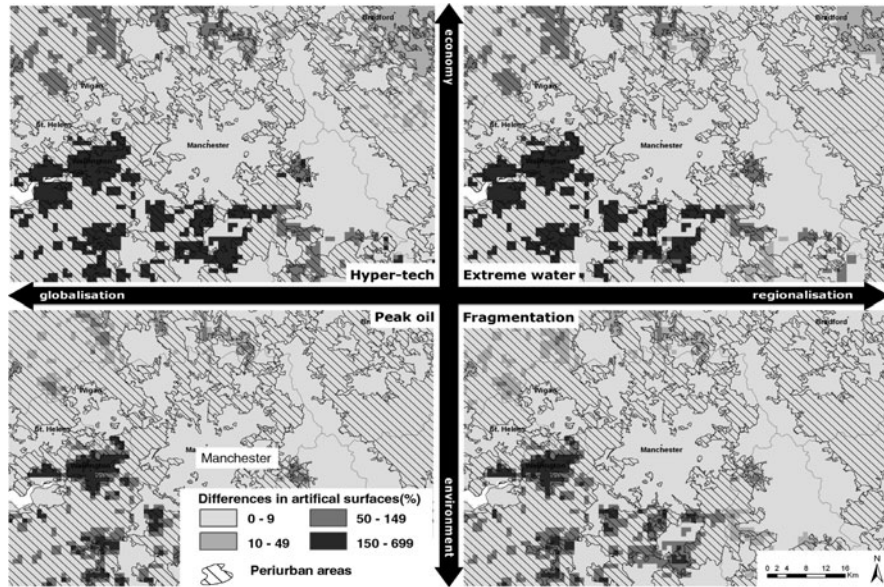 Bradford
Wigan
St. Helens
Manchester
Hyper-tech
economy
Bradford
Wigan
St. Helens
Manchester
Extreme water
globalisation
regionalisation
Peak oil
Wigan
St. Helens
Manchester
Differences in artifical surfaces(%)
0 - 9
50 - 149
10 - 49
150 - 699
Periurban areas
environment
Fragmentation
Bradford
Wigan
St. Helens
Manchester
0 2 4 8 12 16
Km
N